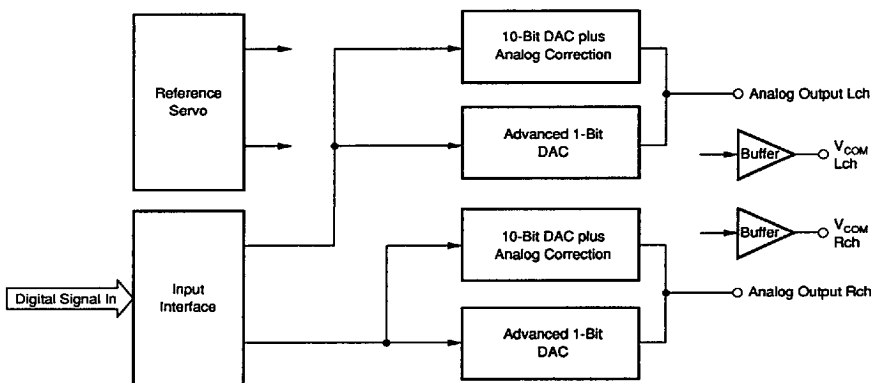 Reference
Servo
10-Bit DAC plus
Analog Correction
Advanced 1-Bit
DAC
Analog Output Lch
Buffer
VCOM
Lch
Input
Interface
Digital Signal In
10-Bit DAC plus
Analog Correction
Advanced 1-Bit
DAC
Buffer
VCOM
Rch
Analog Output Rch